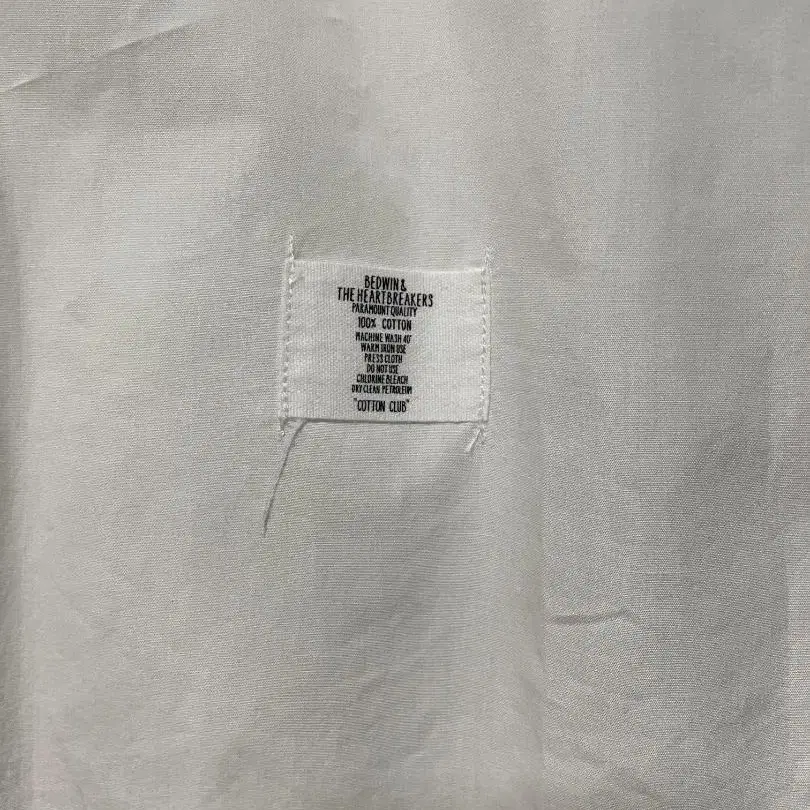 BEDWIN &
THE HEARTBREAKERS
PARAMOUNT QUALITY
100% COTTON
MACHINE WASH 40°
WARM IRON USE
PRESS CLOTH
DO NOT USE
CHLORINE BLEACH
DRY CLEAN PETROLEUM
"COTTON CLUB"